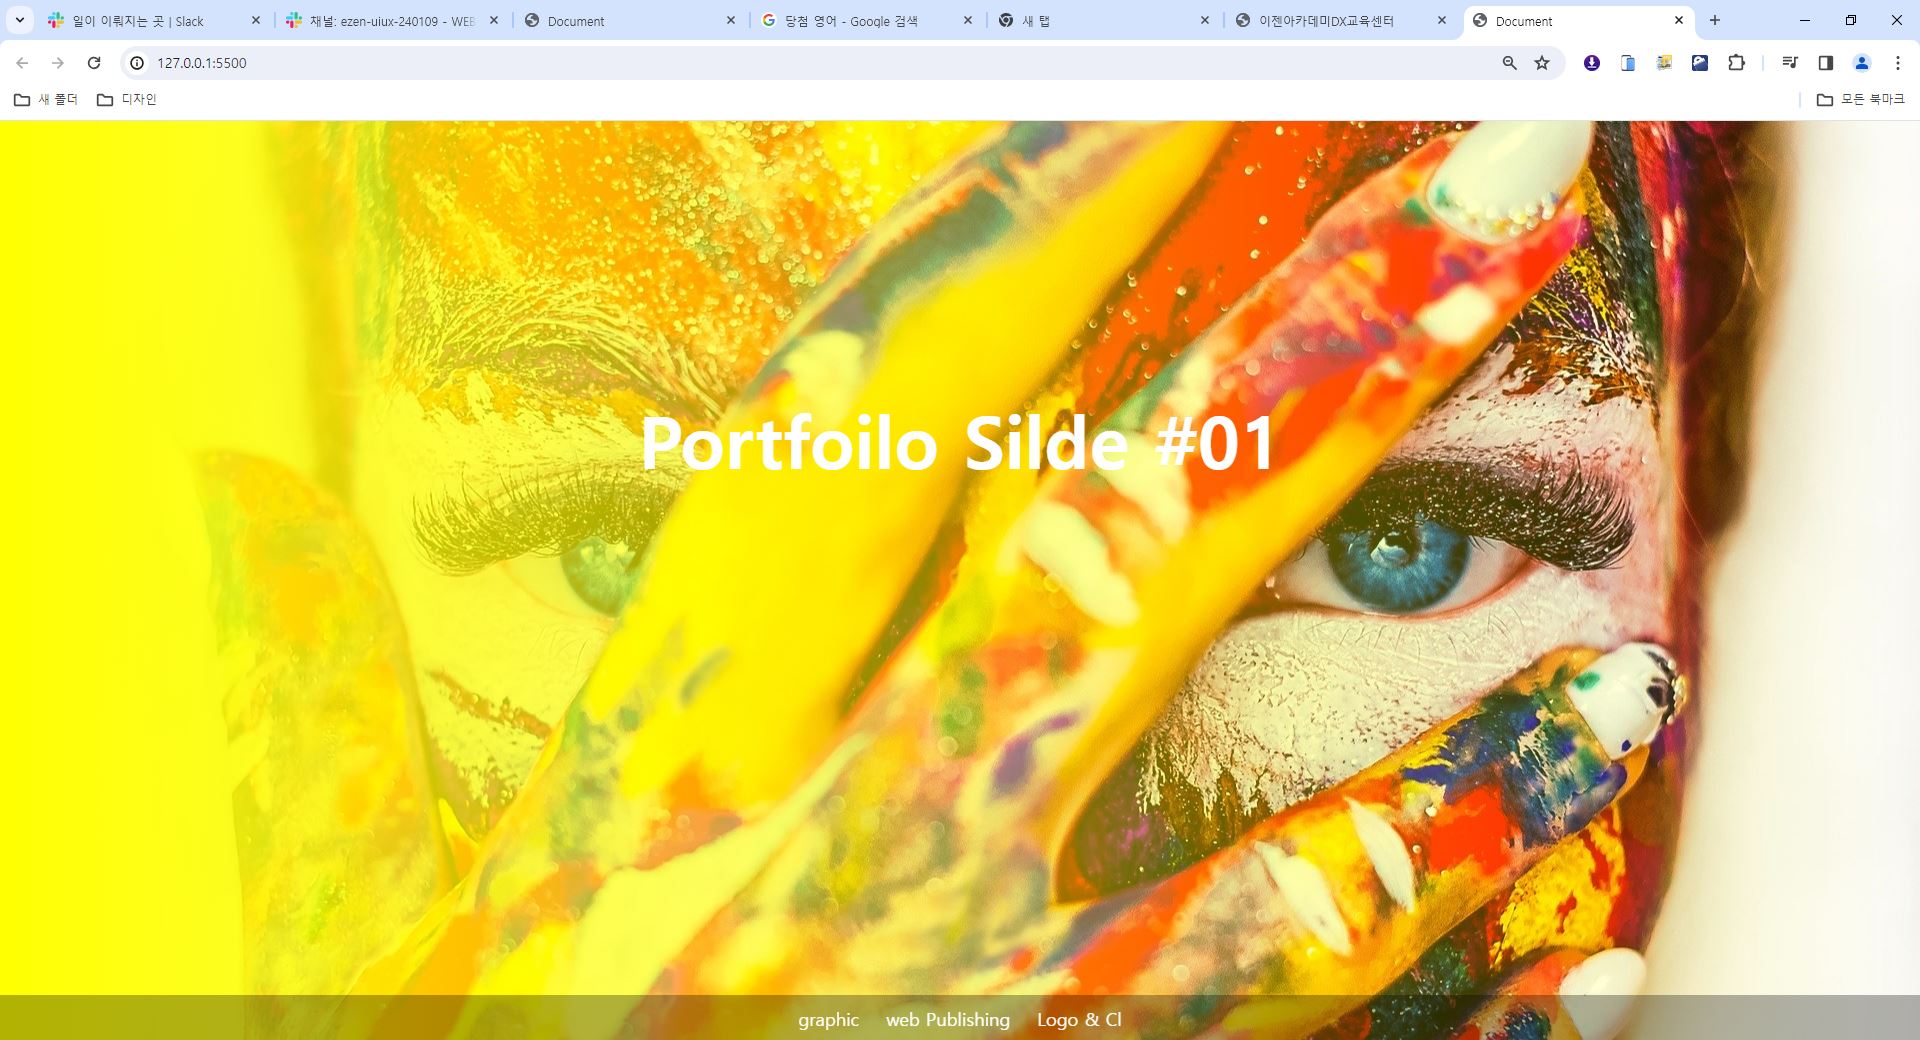 일이 이뤄지는 곳 | Slack
채널: ezen-uiux-240109 - WEB
Document
당첨 영어 - Google 검색
새 탭
이젠아카데미DX교육센터
Document
127.0.0.1:5500
새 폴더
디자인
모든 북마크
Portfoilo Silde #01
graphic web Publishing Logo & Cl